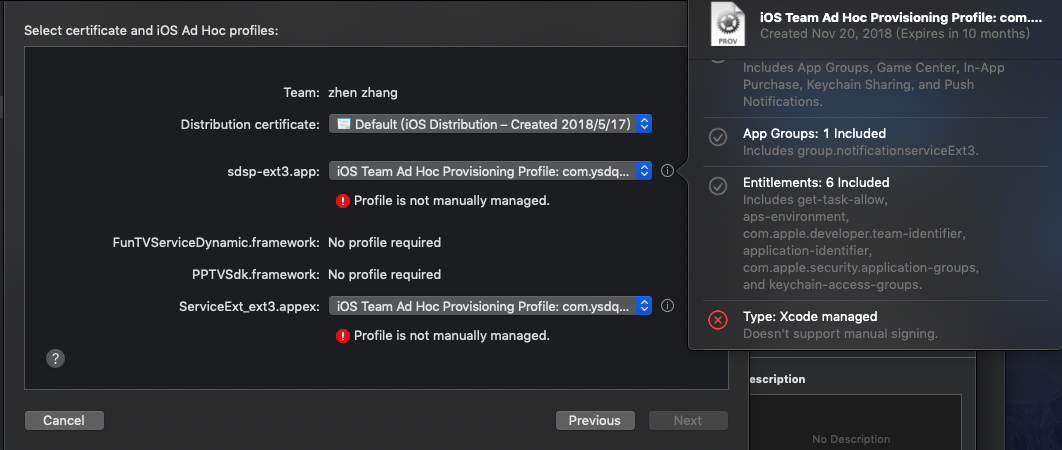 Select certificate and iOS Ad Hoc profiles:
Team: zhen zhang
Distribution certificate: Default (iOS Distribution – Created 2018/5/17)
sdsp-ext3.app: iOS Team Ad Hoc Provisioning Profile: com.ysdq...
Profile is not manually managed.
FunTVServiceDynamic.framework: No profile required
PPTVSdk.framework: No profile required
ServiceExt_ext3.appex: iOS Team Ad Hoc Provisioning Profile: com.ysdq...
Profile is not manually managed.
?
Cancel
Previous
Next
PROV
iOS Team Ad Hoc Provisioning Profile: com....
Created Nov 20, 2018 (Expires in 10 months)
Includes App Groups, Game Center, In-App
Purchase, Keychain Sharing, and Push
Notifications.
App Groups: 1 Included
Includes group.notificationserviceExt3.
Entitlements: 6 Included
Includes get-task-allow,
aps-environment,
com.apple.developer.team-identifier,
application-identifier,
com.apple.security.application-groups,
and keychain-access-groups.
Type: Xcode managed
Doesn't support manual signing.
escription
No Description